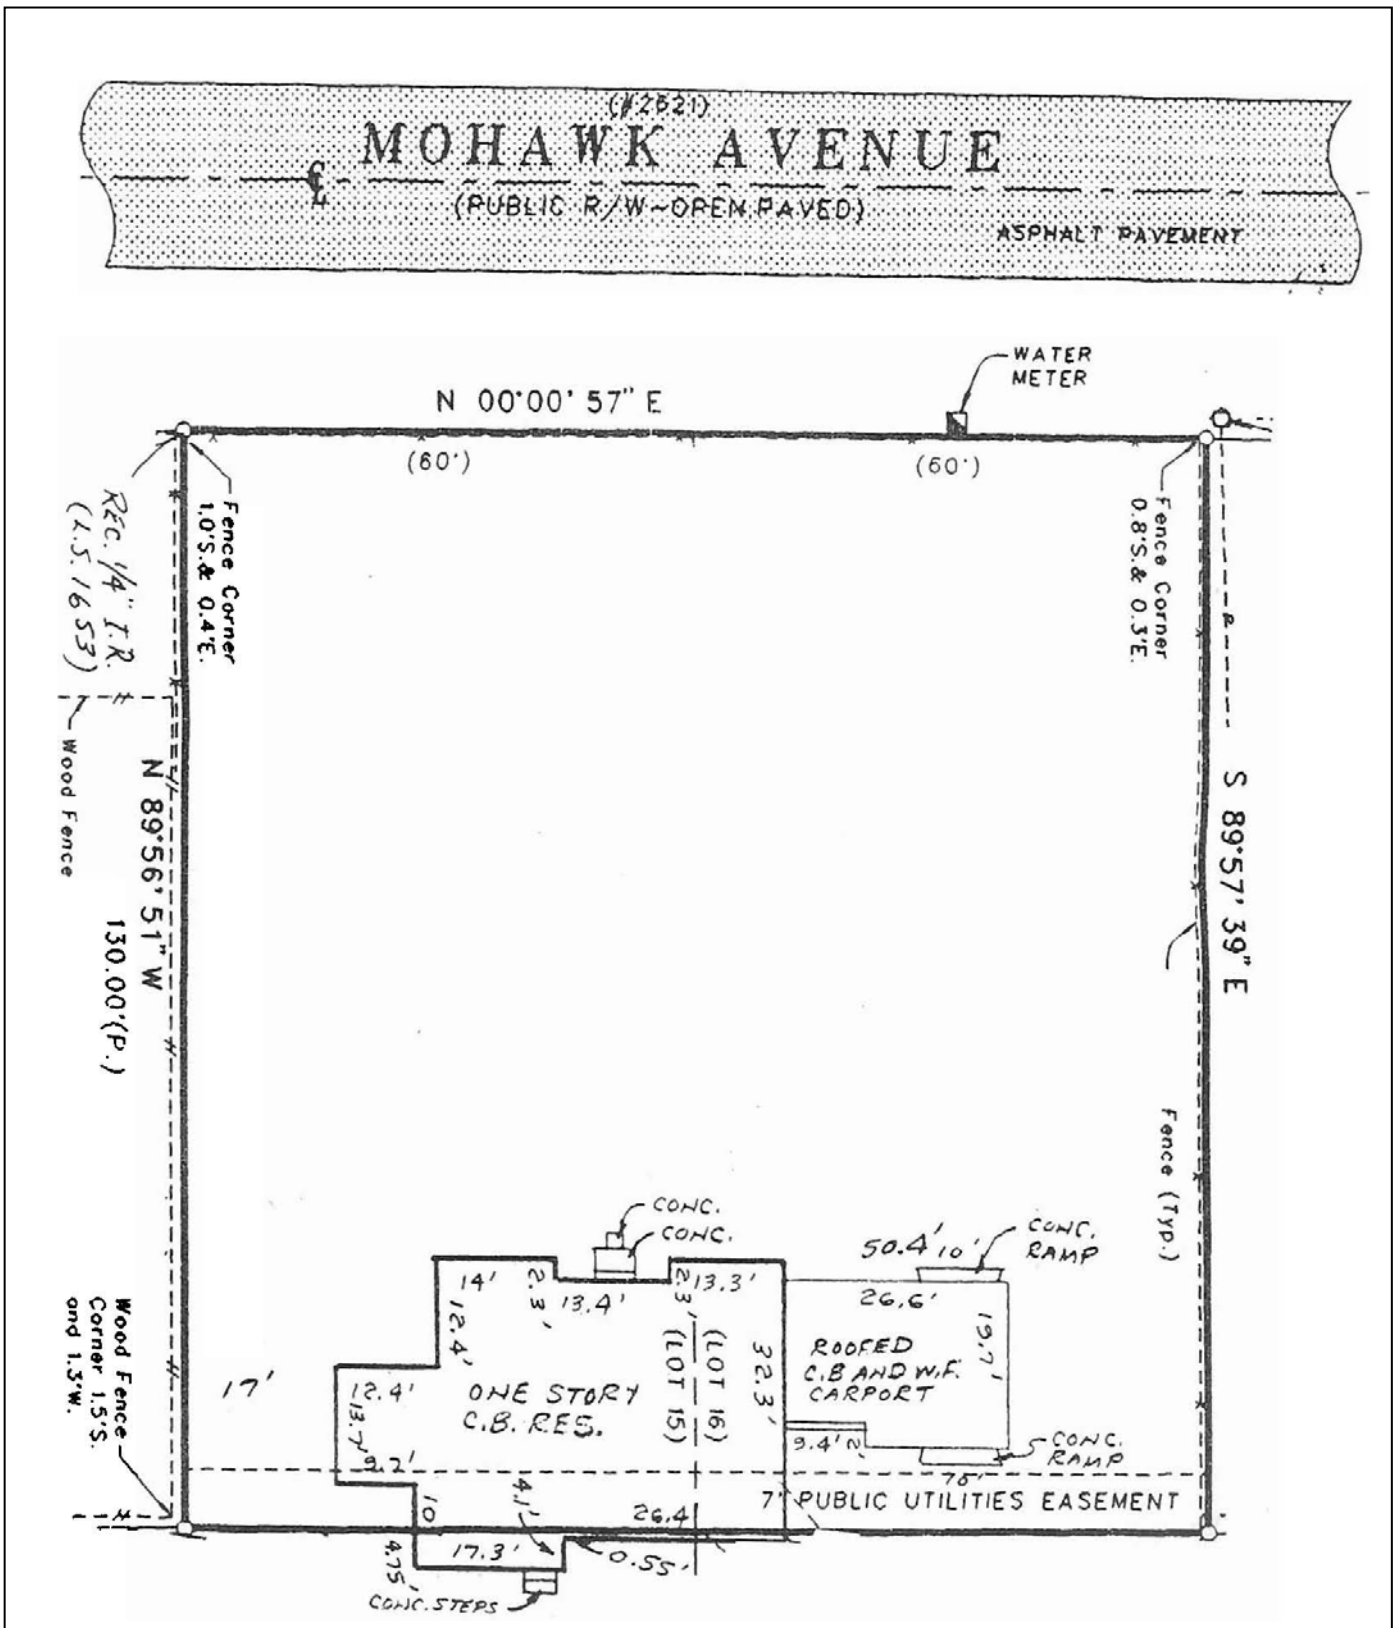 (#2621)
MOHAWK AVENUE
℄
(PUBLIC R/W~OPEN PAVED)
ASPHALT PAVEMENT
WATER
METER
N 00°00'57" E
(60')
(60')
Fence Corner
1.0'S.& 0.4'E.
REC. 1/4" I.R.
(L.S. 1653)
Wood Fence
N 89°56'51" W
130.00'(P.)
Fence Corner
0.8'S.& 0.3'E.
S 89°57'39" E
Fence (Typ.)
CONC.
CONC.
50.4'
10'
CONC.
RAMP
14'
2.3'
13.4'
2.3'
13.3'
26.6'
12.4'
19.7'
(LOT 15)
(LOT 16)
32.3'
ROOFED
C.B AND W.F.
CARPORT
Wood Fence
Corner 1.5'S.
and 1.3'W.
17'
12.4'
13.7'
9.2'
ONE STORY
C.B. RES.
9.4'
2'
CONC.
RAMP
7' PUBLIC UTILITIES EASEMENT
10
4.1'
26.4
4.75'
17.3'
0.55'
CONC. STEPS